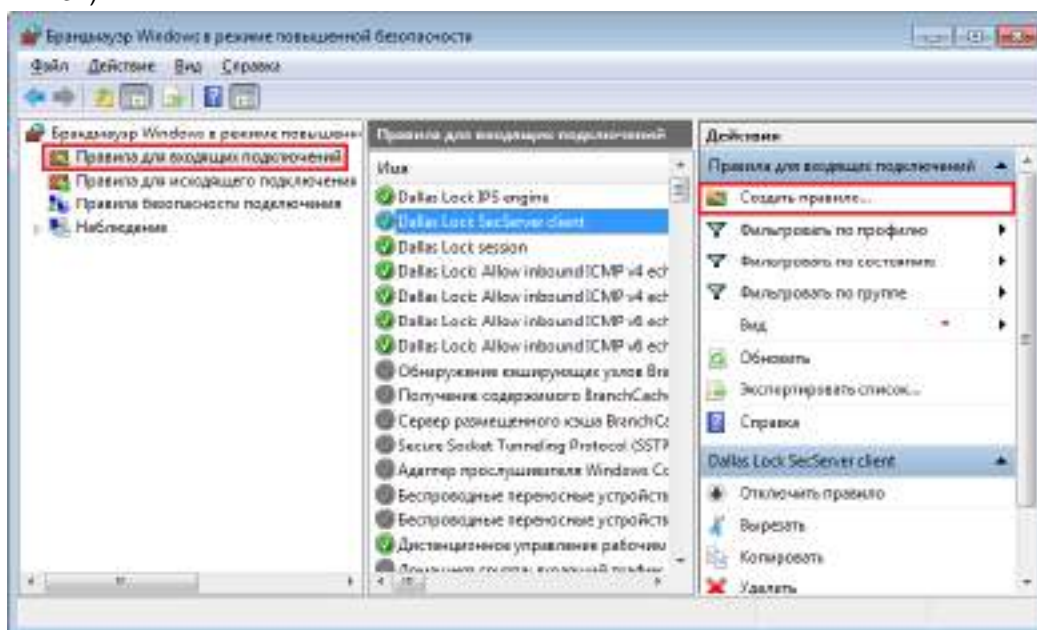 Брандмауэр Windows в режиме повышенной безопасности
Файл Действие Вид Справка
Брандмауэр Windows в режиме повышенн
Правила для входящих подключений
Правила для исходящего подключения
Правила безопасности подключения
Наблюдение
Правила для входящих подключений
Имя
Dallas Lock IPS engine
Dallas Lock SecServer client
Dallas Lock session
Dallas Lock: Allow inbound ICMP v4 ech
Dallas Lock: Allow inbound ICMP v4 ech
Dallas Lock: Allow inbound ICMP v6 ech
Dallas Lock: Allow inbound ICMP v6 ech
Обнаружение кэширующих узлов Bra
Получение содержимого BranchCach
Сервер размещенного кэша BranchCa
Secure Socket Tunneling Protocol (SSTP
Адаптер прослушивателя Windows Co
Беспроводные переносные устройств
Беспроводные переносные устройств
Дистанционное управление рабочим
Домашняя группа: входящий трафик
Действия
Правила для входящих подключений
Создать правило...
Фильтровать по профилю
Фильтровать по состоянию
Фильтровать по группе
Вид
Обновить
Экспортировать список...
Справка
Dallas Lock SecServer client
Отключить правило
Вырезать
Копировать
Удалить